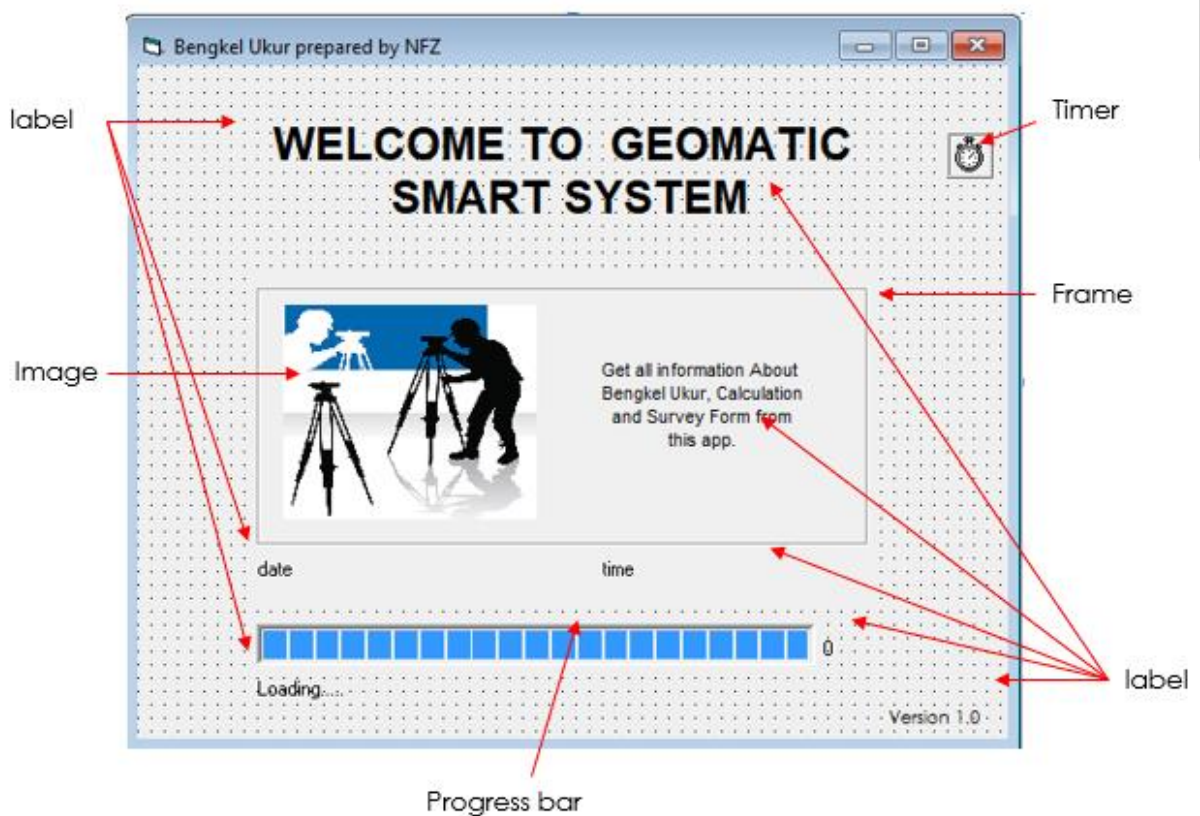 Bengkel Ukur prepared by NFZ
label
Timer
WELCOME TO GEOMATIC
SMART SYSTEM
Frame
Image
Get all information About
Bengkel Ukur, Calculation
and Survey Form from
this app.
date
time
0
Loading....
label
Version 1.0
Progress bar